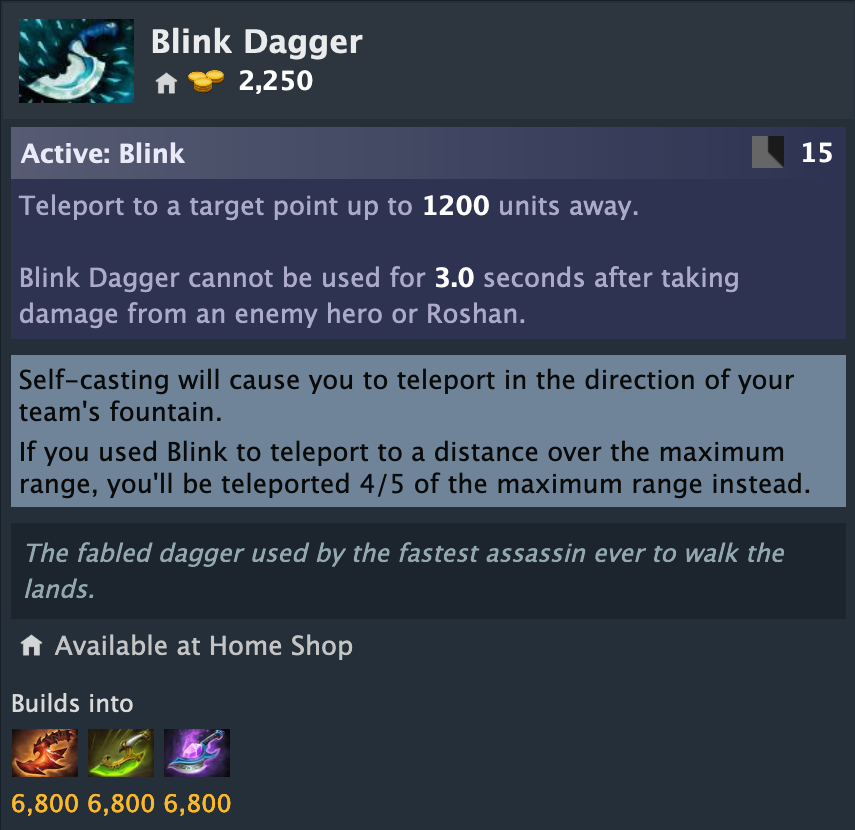 Blink Dagger
2,250
Active: Blink 15
Teleport to a target point up to 1200 units away.
Blink Dagger cannot be used for 3.0 seconds after taking
damage from an enemy hero or Roshan.
Self-casting will cause you to teleport in the direction of your
team's fountain.
If you used Blink to teleport to a distance over the maximum
range, you'll be teleported 4/5 of the maximum range instead.
The fabled dagger used by the fastest assassin ever to walk the
lands.
Available at Home Shop
Builds into
6,800 6,800 6,800